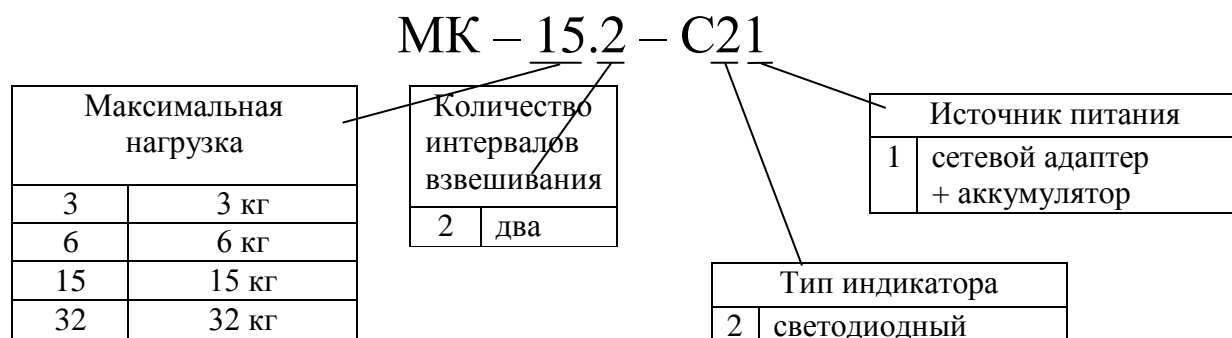 МК – 15.2 – С21
Максимальная
нагрузка
3 3 кг
6 6 кг
15 15 кг
32 32 кг
Количество
интервалов
взвешивания
2 два
Источник питания
1 сетевой адаптер
+ аккумулятор
Тип индикатора
2 светодиодный